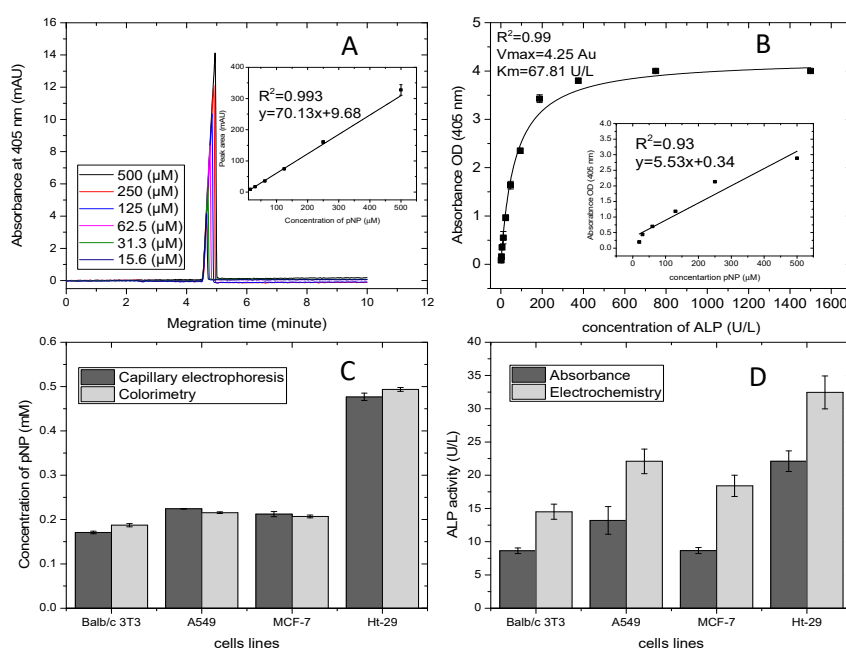 A
Absorbance at 405 nm (mAU)
16
14
12
10
8
6
4
2
0
0 2 4 6 8 10 12
Megration time (minute)
500 (µM)
250 (µM)
125 (µM)
62.5 (µM)
31.3 (µM)
15.6 (µM)
R²=0.993
y=70.13x+9.68
Peak area (mAU)
400
300
200
100
0
0 100 200 300 400 500
Concentration of pNP (µM)
B
R²=0.99
Vmax=4.25 Au
Km=67.81 U/L
Absorbance OD (405 nm)
5
4
3
2
1
0
0 200 400 600 800 1000 1200 1400 1600
concentration of ALP (U/L)
R²=0.93
y=5.53x+0.34
Absorabnce OD (405 nm)
4.0
3.5
3.0
2.5
2.0
1.5
1.0
0.5
0.0
0 100 200 300 400 500
concentartion pNP (µM)
C
Capillary electrophoresis
Colorimetry
Concentration of pNP (mM)
0.6
0.5
0.4
0.3
0.2
0.1
0.0
Balb/c 3T3 A549 MCF-7 Ht-29
cells lines
D
Absorbance
Electrochemistry
ALP activity (U/L)
40
35
30
25
20
15
10
5
0
Balb/c 3T3 A549 MCF-7 Ht-29
cells lines